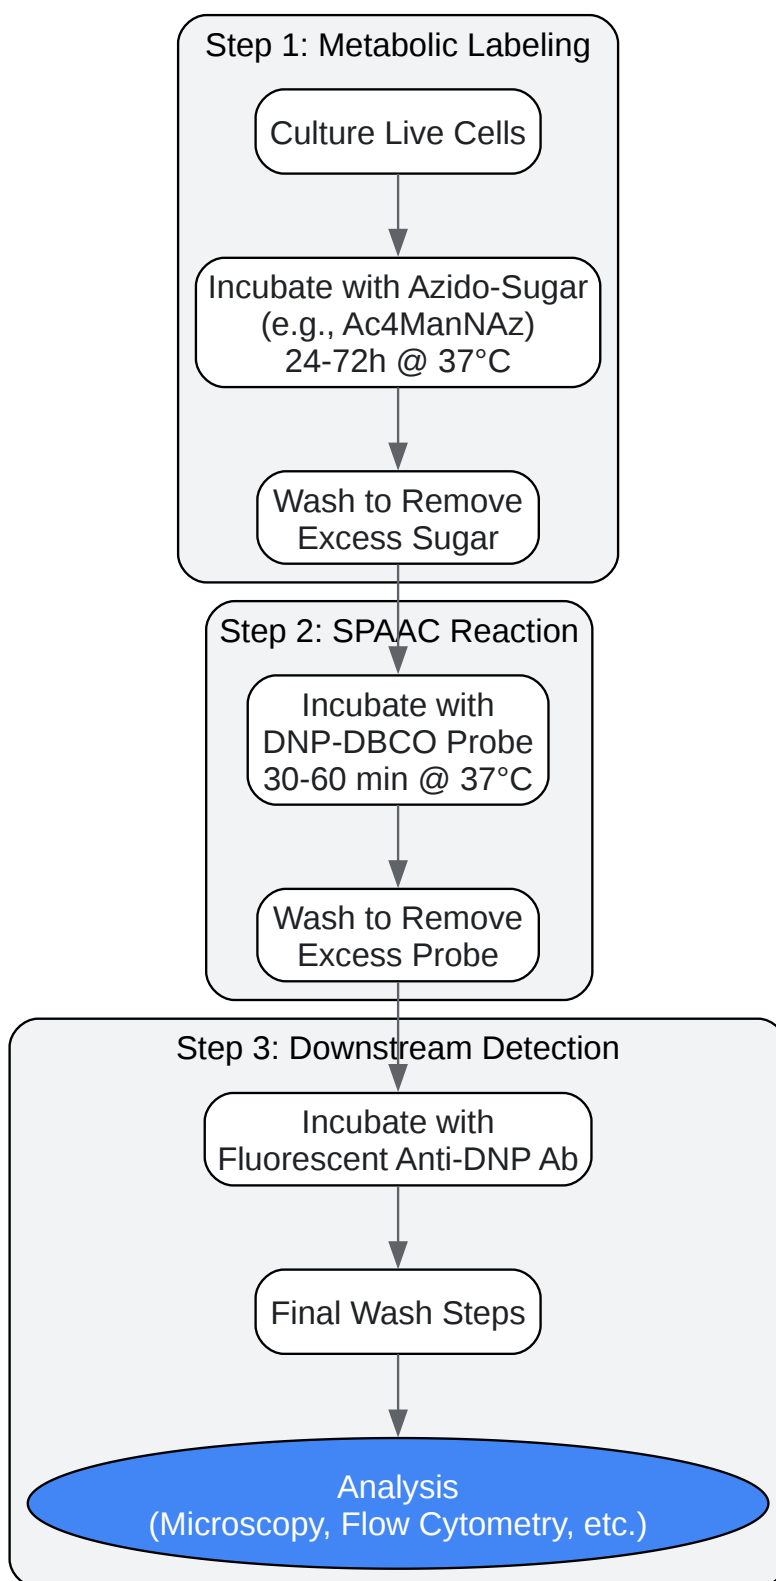 Step 1: Metabolic Labeling
Culture Live Cells
Incubate with Azido-Sugar
(e.g., Ac4ManNAz)
24-72h @ 37°C
Wash to Remove
Excess Sugar
Step 2: SPAAC Reaction
Incubate with
DNP-DBCO Probe
30-60 min @ 37°C
Wash to Remove
Excess Probe
Step 3: Downstream Detection
Incubate with
Fluorescent Anti-DNP Ab
Final Wash Steps
Analysis
(Microscopy, Flow Cytometry, etc.)